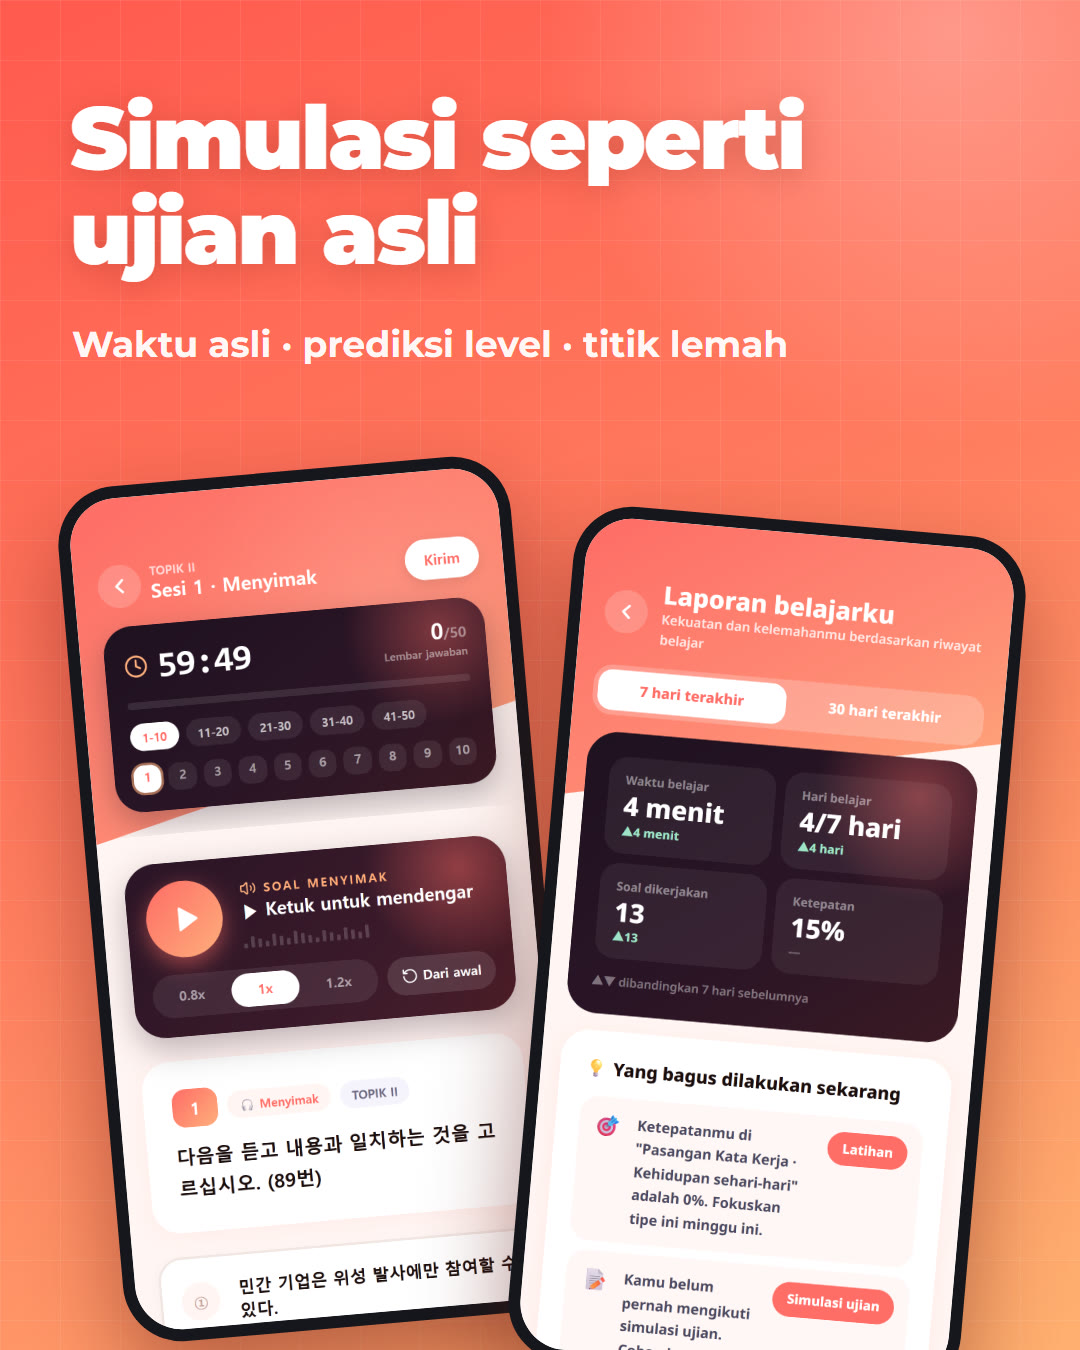 Simulasi seperti
ujian asli
Waktu asli · prediksi level · titik lemah
TOPIK II
Sesi 1 · Menyimak
Kirim
59:49
0/50
Lembar jawaban
1-10
11-20
21-30
31-40
41-50
1 2 3 4 5 6 7 8 9 10
SOAL MENYIMAK
▶ Ketuk untuk mendengar
0.8x
1x
1.2x
Dari awal
1
Menyimak
TOPIK II
다음을 듣고 내용과 일치하는 것을 고
르십시오. (89번)
① 민간 기업은 위성 발사에만 참여할 수
있다.
Laporan belajarku
Kekuatan dan kelemahanmu berdasarkan riwayat
belajar
7 hari terakhir
30 hari terakhir
Waktu belajar
4 menit
▲4 menit
Hari belajar
4/7 hari
▲4 hari
Soal dikerjakan
13
▲13
Ketepatan
15%
—
▲▼ dibandingkan 7 hari sebelumnya
Yang bagus dilakukan sekarang
Ketepatanmu di
"Pasangan Kata Kerja ·
Kehidupan sehari-hari"
adalah 0%. Fokuskan
tipe ini minggu ini.
Latihan
Kamu belum
pernah mengikuti
simulasi ujian.
Simulasi ujian